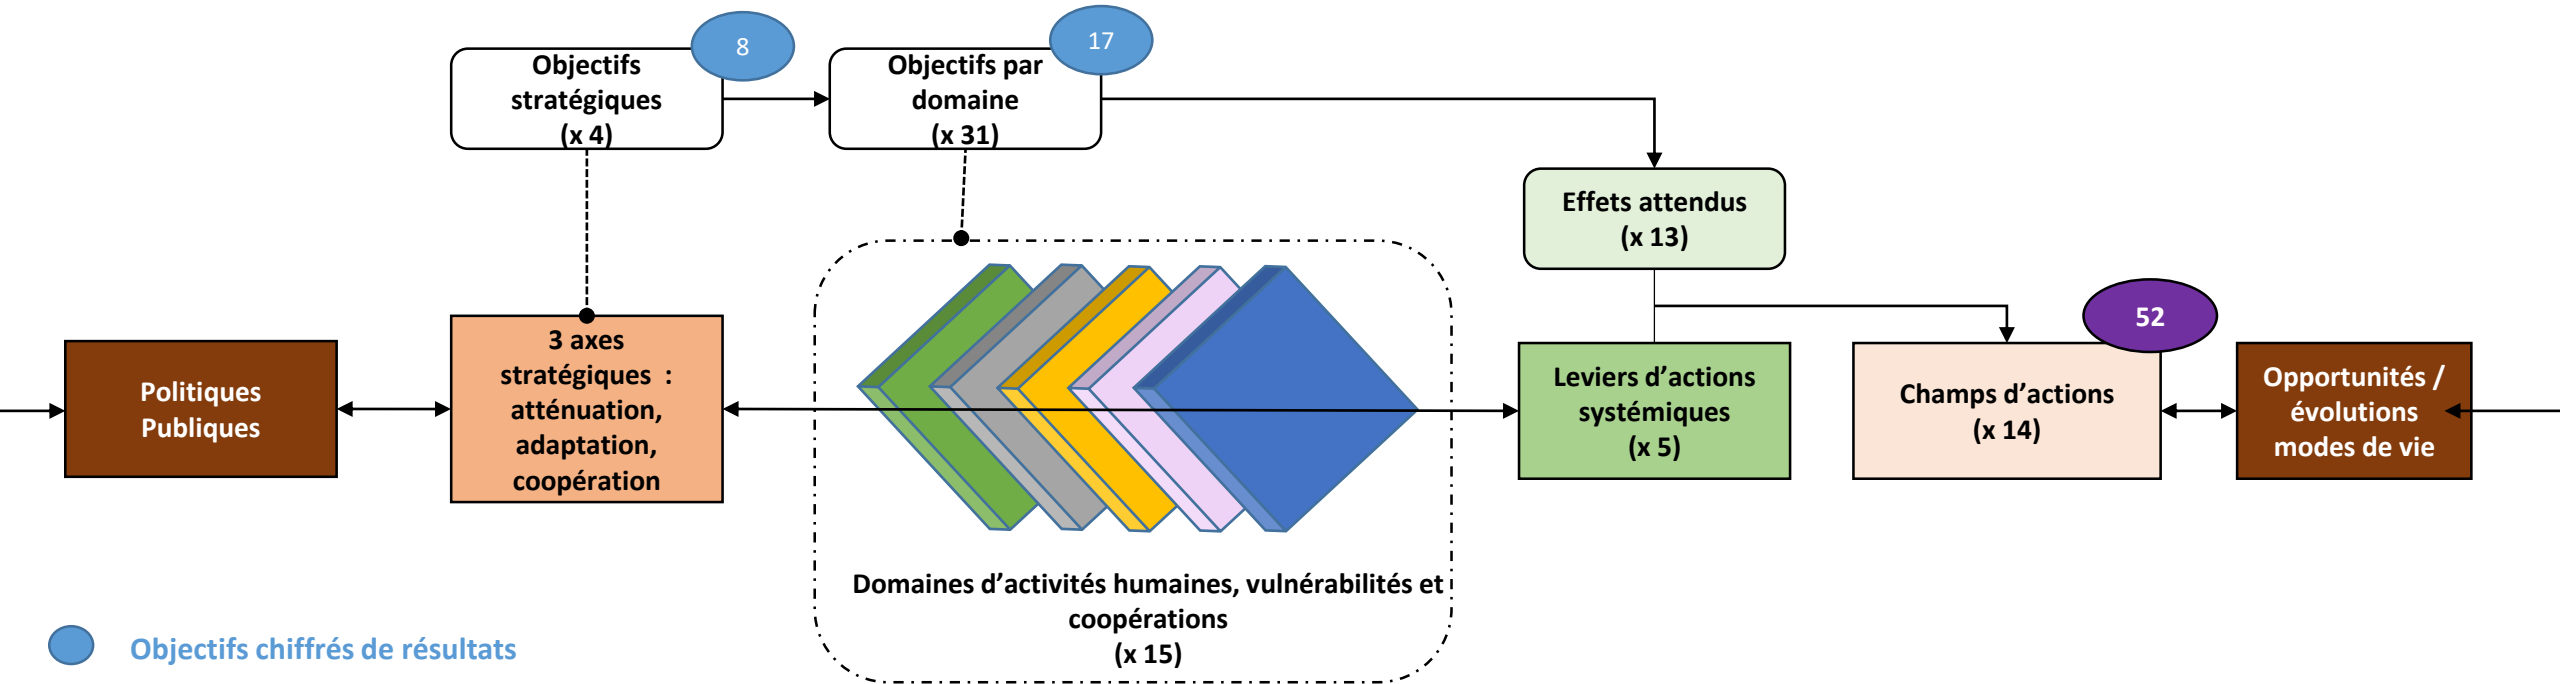 8
17
Objectifs
stratégiques
(x 4)
Objectifs par
domaine
(x 31)
Effets attendus
(x 13)
52
Politiques
Publiques
3 axes
stratégiques :
atténuation,
adaptation,
coopération
Leviers d’actions
systémiques
(x 5)
Champs d’actions
(x 14)
Opportunités /
évolutions
modes de vie
Domaines d’activités humaines, vulnérabilités et
coopérations
(x 15)
Objectifs chiffrés de résultats